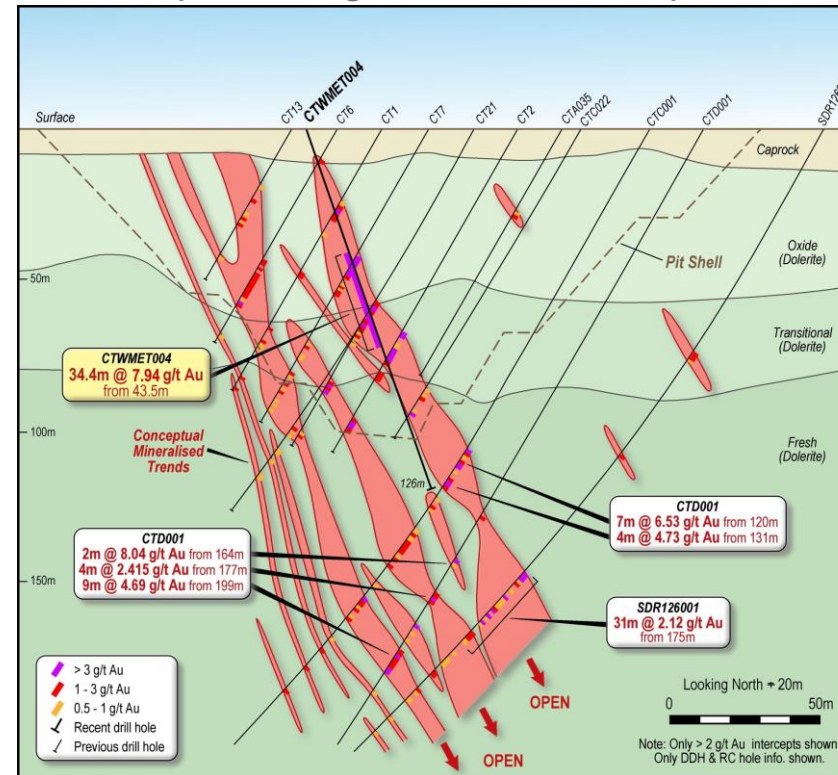 CT13
CTWMET004
CT6
CT1
CT7
CT21
CT2
CTA035
CTC022
CTC001
CTD001
Surface
Caprock
Oxide
(Dolerite)
Pit Shell
50m
Transitional
(Dolerite)
CTWMET004
34.4m @ 7.94 g/t Au
from 43.5m
100m
Conceptual
Mineralised
Trends
Fresh
(Dolerite)
126m
CTD001
7m @ 6.53 g/t Au from 120m
4m @ 4.73 g/t Au from 131m
CTD001
2m @ 8.04 g/t Au from 164m
4m @ 2.415 g/t Au from 177m
9m @ 4.69 g/t Au from 199m
150m
SDR126001
31m @ 2.12 g/t Au
from 175m
> 3 g/t Au
1 - 3 g/t Au
0.5 - 1 g/t Au
Recent drill hole
Previous drill hole
OPEN
OPEN
Looking North + 20m
0
50m
Note: Only > 2 g/t Au intercepts shown
Only DDH & RC hole info. shown.